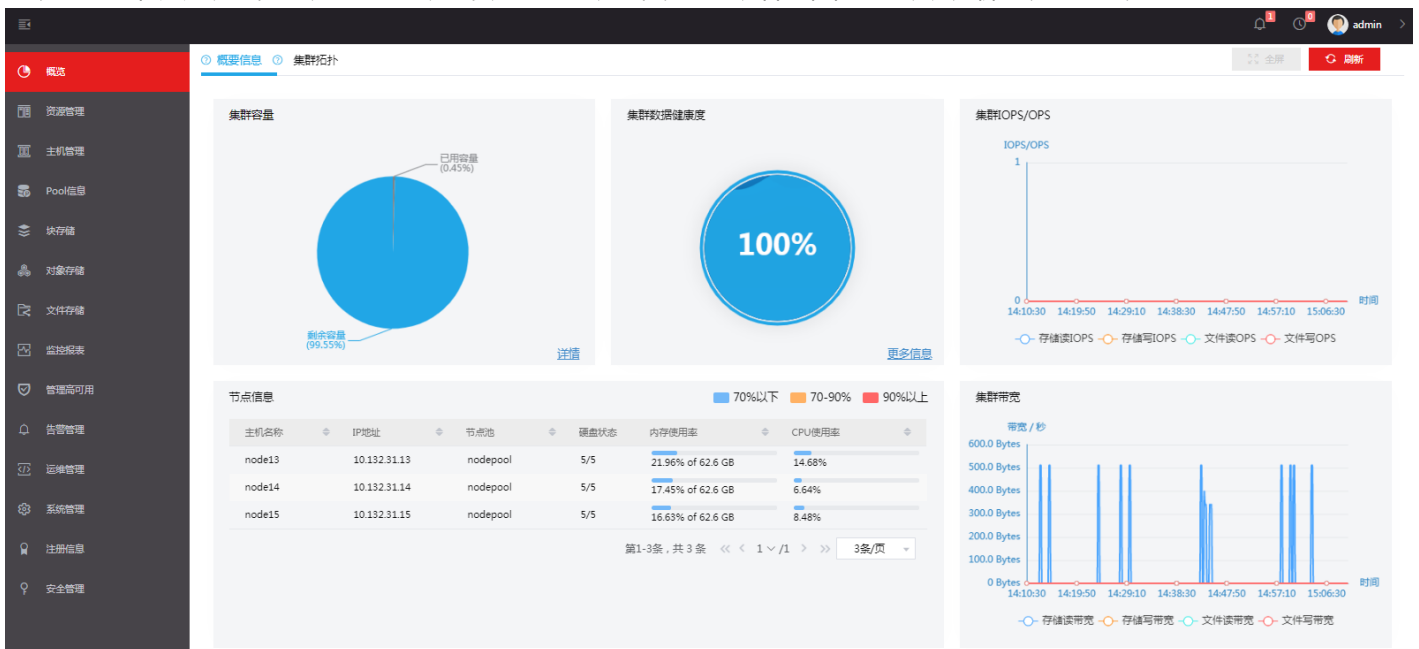 1
0
admin
概览
资源管理
主机管理
Pool信息
块存储
对象存储
文件存储
监控报表
管理高可用
告警管理
运维管理
系统管理
注册信息
安全管理
概要信息 集群拓扑
全屏 刷新
集群容量
已用容量
(0.45%)
剩余容量
(99.55%)
详情
集群数据健康度
100%
更多信息
集群IOPS/OPS
IOPS/OPS
1
0
14:10:30 14:19:50 14:29:10 14:38:30 14:47:50 14:57:10 15:06:30 时间
存储读IOPS 存储写IOPS 文件读OPS 文件写OPS
节点信息 70%以下 70-90% 90%以上
主机名称 IP地址 节点池 硬盘状态 内存使用率 CPU使用率
node13 10.132.31.13 nodepool 5/5 21.96% of 62.6 GB 14.68%
node14 10.132.31.14 nodepool 5/5 17.45% of 62.6 GB 6.64%
node15 10.132.31.15 nodepool 5/5 16.63% of 62.6 GB 8.48%
第1-3条 , 共 3 条 1 /1 3条/页
集群带宽
带宽 / 秒
600.0 Bytes
500.0 Bytes
400.0 Bytes
300.0 Bytes
200.0 Bytes
100.0 Bytes
0 Bytes
14:10:30 14:19:50 14:29:10 14:38:30 14:47:50 14:57:10 15:06:30 时间
存储读带宽 存储写带宽 文件读带宽 文件写带宽